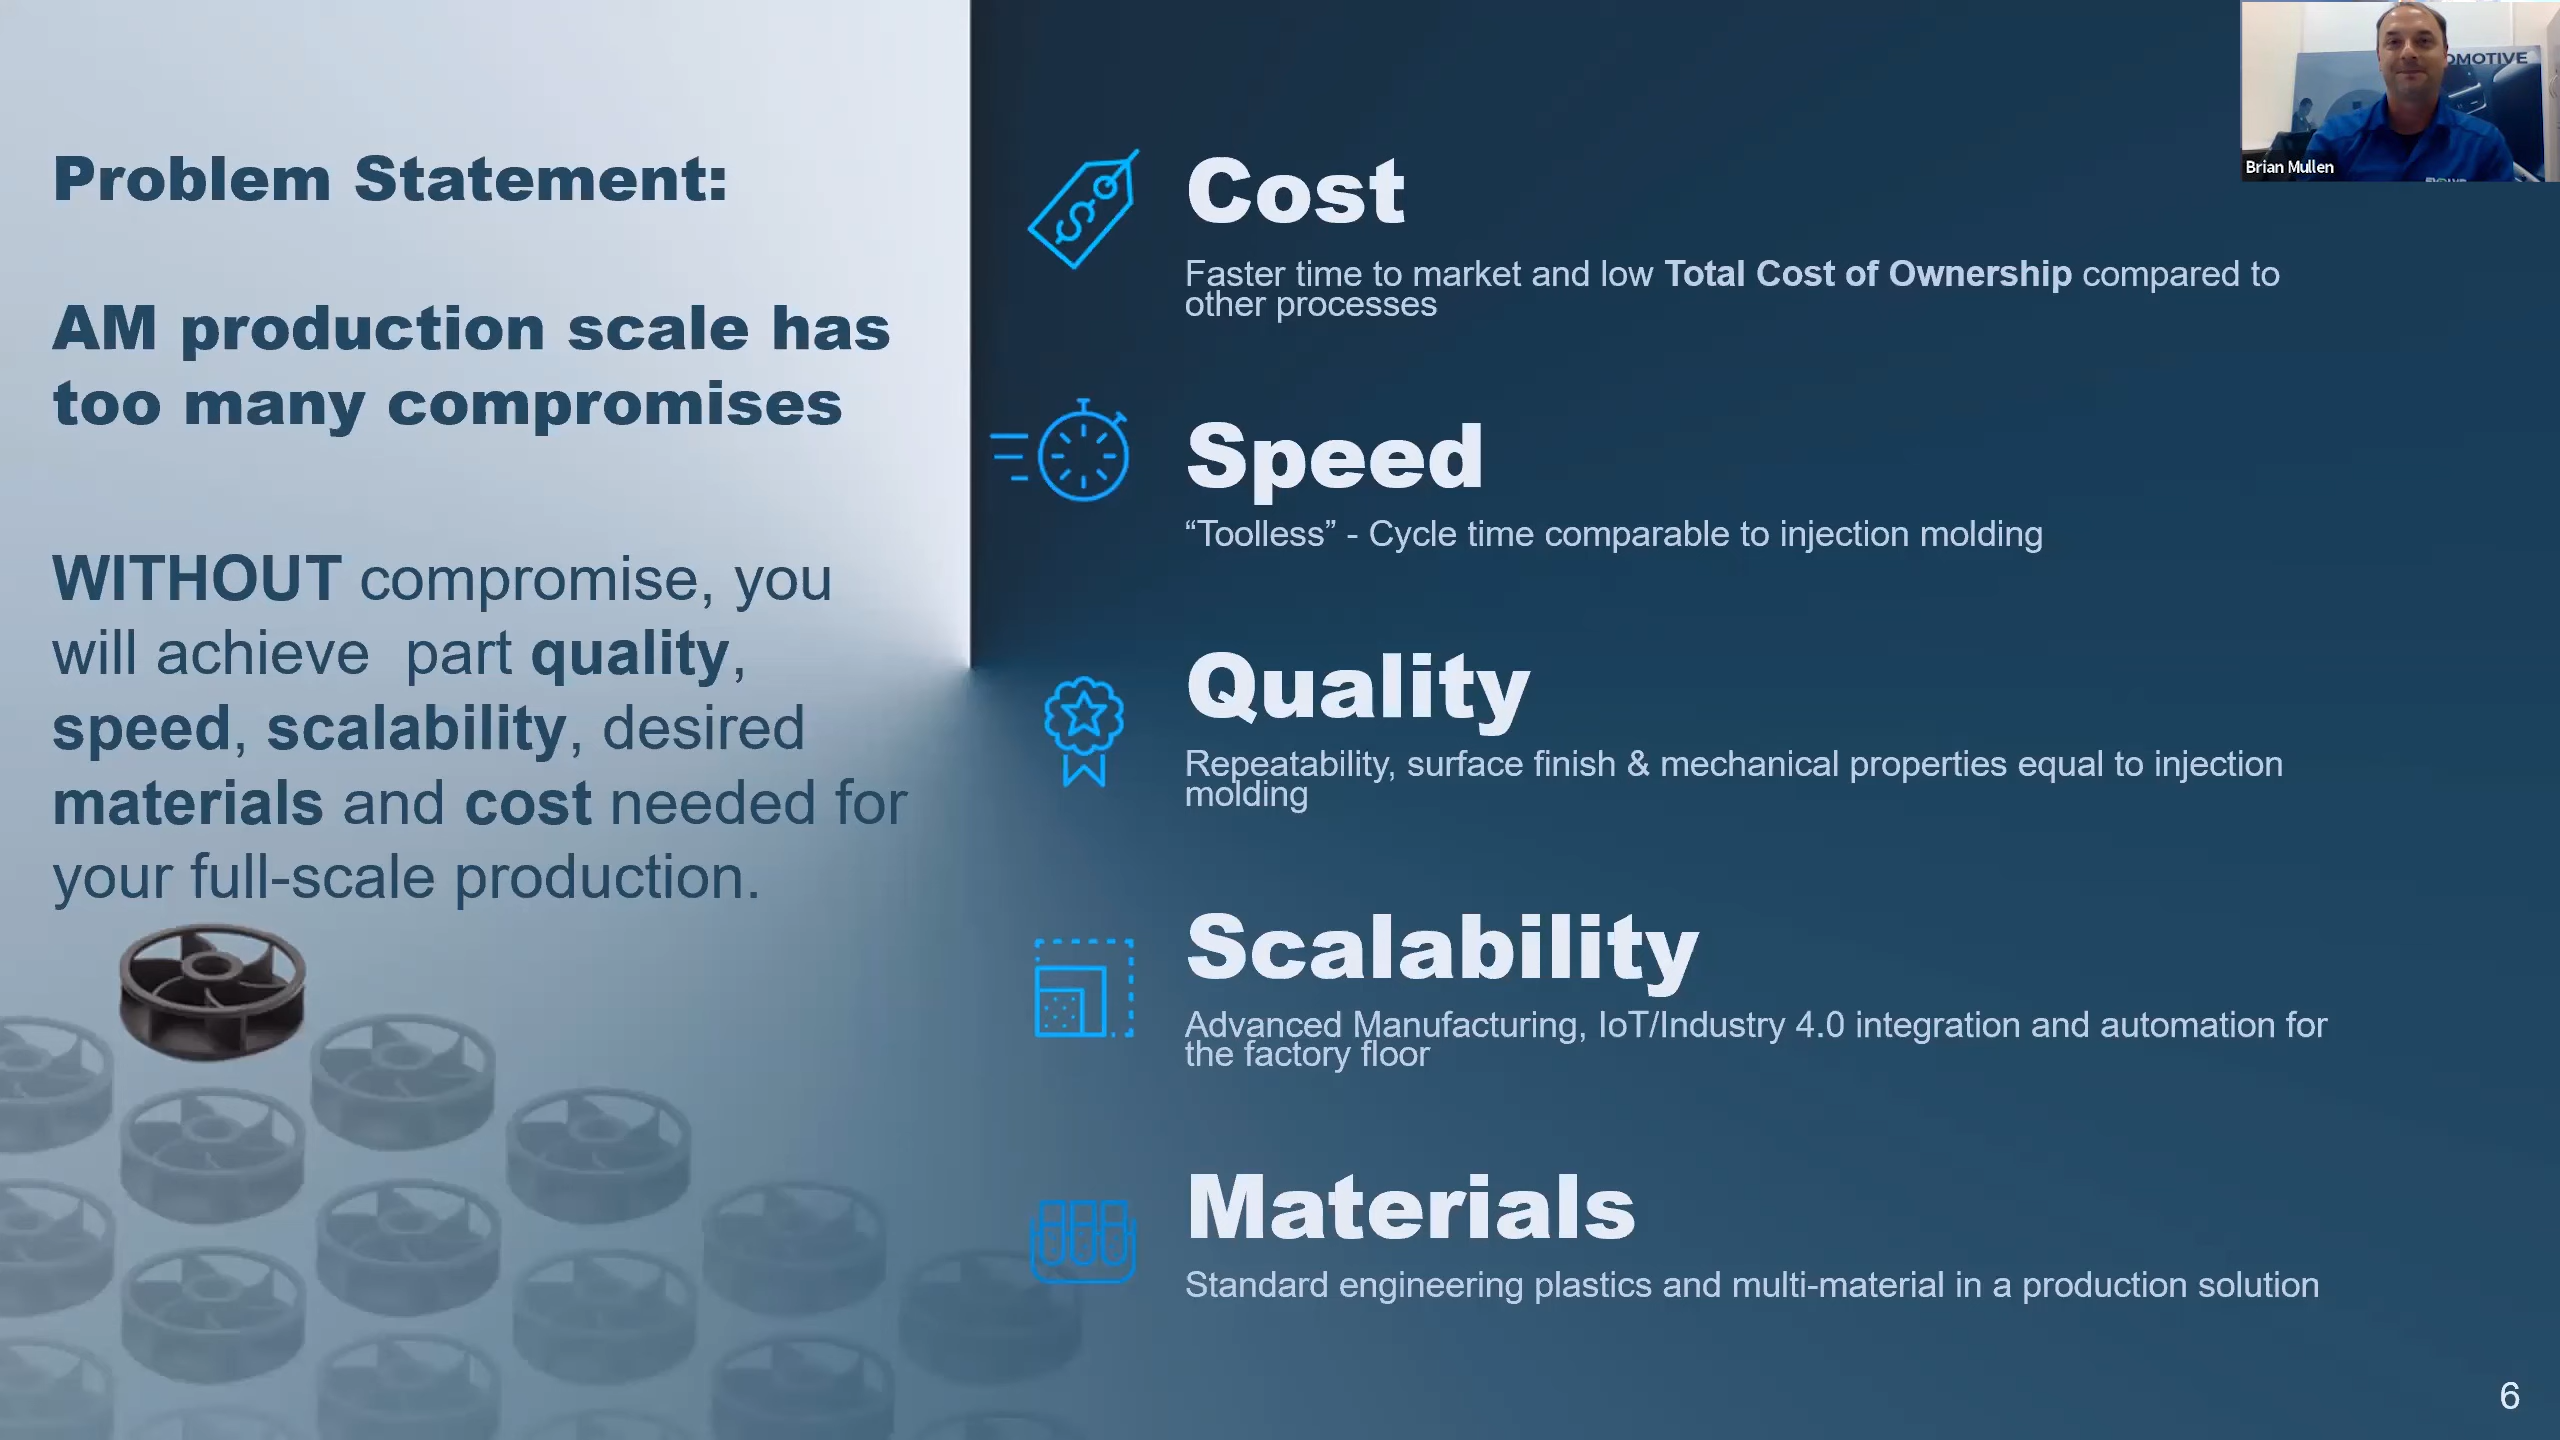 Problem Statement:
AM production scale has
too many compromises
WITHOUT compromise, you
will achieve  part quality,
speed, scalability, desired
materials and cost needed for
your full-scale production.
Cost
Faster time to market and low Total Cost of Ownership compared to
other processes
Speed
“Toolless” - Cycle time comparable to injection molding
Quality
Repeatability, surface finish & mechanical properties equal to injection
molding
Scalability
Advanced Manufacturing, IoT/Industry 4.0 integration and automation for
the factory floor
Materials
Standard engineering plastics and multi-material in a production solution
OMOTIVE
Brian Mullen
6